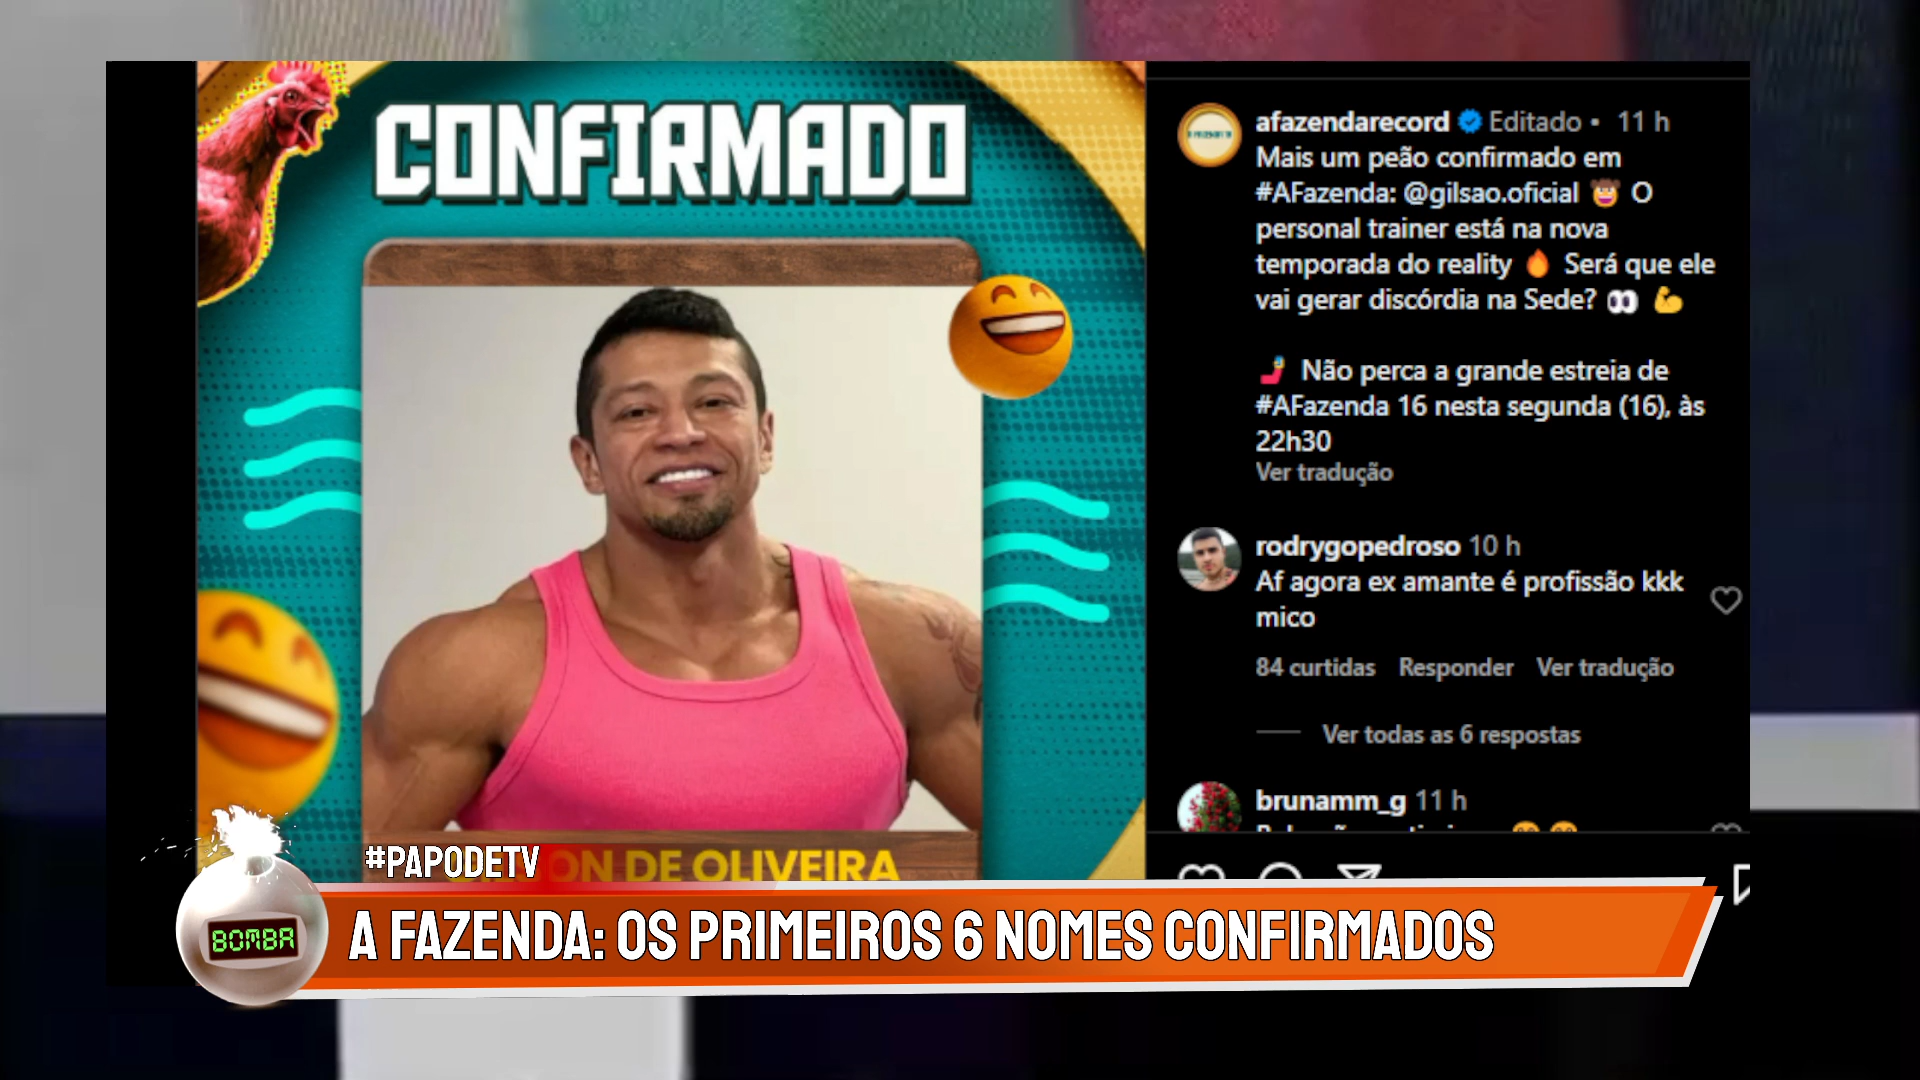 CONFIRMADO
afazendarecord Editado • 11 h
Mais um peão confirmado em
#AFazenda: @gilsao.oficial 🤠 O
personal trainer está na nova
temporada do reality 🔥 Será que ele
vai gerar discórdia na Sede? 👀 💪
🤳 Não perca a grande estreia de
#AFazenda 16 nesta segunda (16), às
22h30
Ver tradução
rodrygopedroso 10 h
Af agora ex amante é profissão kkk
mico
84 curtidas Responder Ver tradução
Ver todas as 6 respostas
brunamm_g 11 h
DE OLIVEIRA
#PAPODETV
BOMBA
A FAZENDA: OS PRIMEIROS 6 NOMES CONFIRMADOS